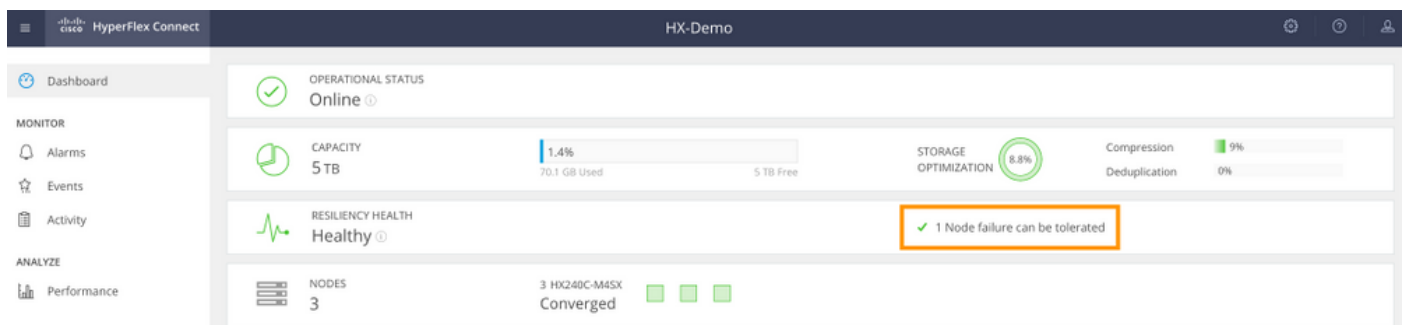 cisco HyperFlex Connect
HX-Demo
Dashboard
MONITOR
Alarms
Events
Activity
ANALYZE
Performance
OPERATIONAL STATUS
Online
CAPACITY
5 TB
1.4%
70.1 GB Used
5 TB Free
STORAGE
OPTIMIZATION
8.8%
Compression
9%
Deduplication
0%
RESILIENCY HEALTH
Healthy
✓ 1 Node failure can be tolerated
NODES
3
3 HX240C-M4SX
Converged